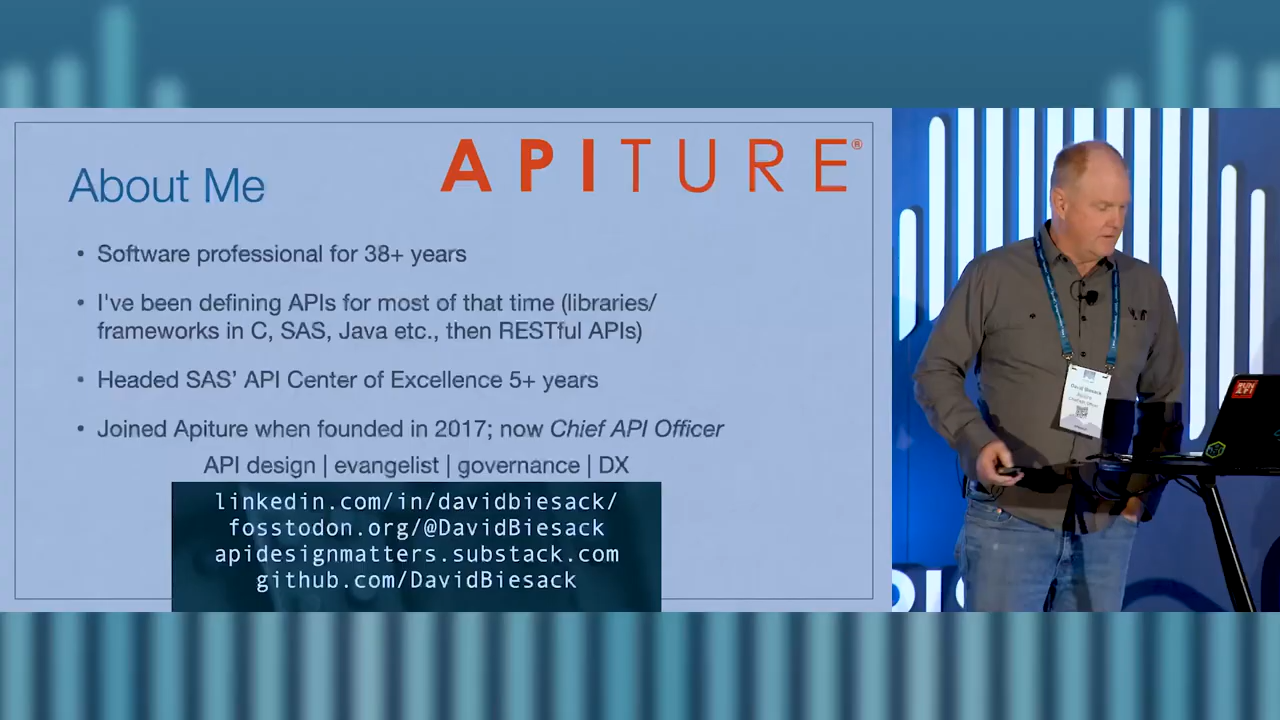 APITURE®
About Me
• Software professional for 38+ years
• I've been defining APIs for most of that time (libraries/
frameworks in C, SAS, Java etc., then RESTful APIs)
• Headed SAS' API Center of Excellence 5+ years
• Joined Apiture when founded in 2017; now Chief API Officer
API design | evangelist | governance | DX
linkedin.com/in/davidbiesack/
fosstodon.org/@DavidBiesack
apidesignmatters.substack.com
github.com/DavidBiesack
David Biesack